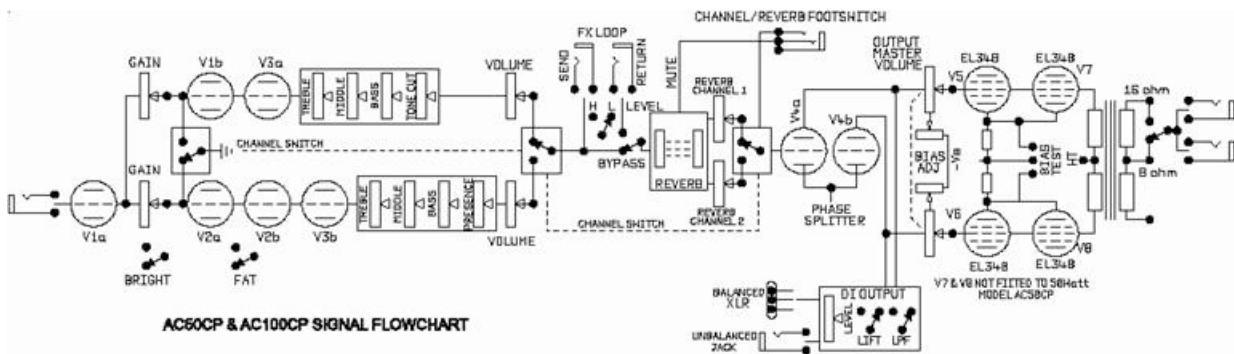 CHANNEL/REVERB FOOTSWITCH
FX LOOP
SEND
RETURN
MUTE
OUTPUT
MASTER
VOLUME
EL34B
EL34B
GAIN
V1b
V3a
TREBLE
MIDDLE
BASS
TONE CUT
VOLUME
H
L
LEVEL
REVERB
CHANNEL 1
V4a
V4b
V5
V7
16 ohm
CHANNEL SWITCH
BYPASS
REVERB
BIAS
ADJ
-Va
BIAS
TEST
HT
8 ohm
GAIN
V1a
V2a
V2b
V3b
TREBLE
MIDDLE
BASS
PRESENCE
VOLUME
REVERB
CHANNEL 2
CHANNEL SWITCH
PHASE
SPLITTER
V6
V8
EL34B
EL34B
BRIGHT
FAT
V7 & V8 NOT FIITED TO 50Watt
MODEL AC50CP
BALANCED
XLR
DI OUTPUT
LEVEL
LIFT
LPF
UNBALANCED
JACK
AC50CP & AC100CP SIGNAL FLOWCHART